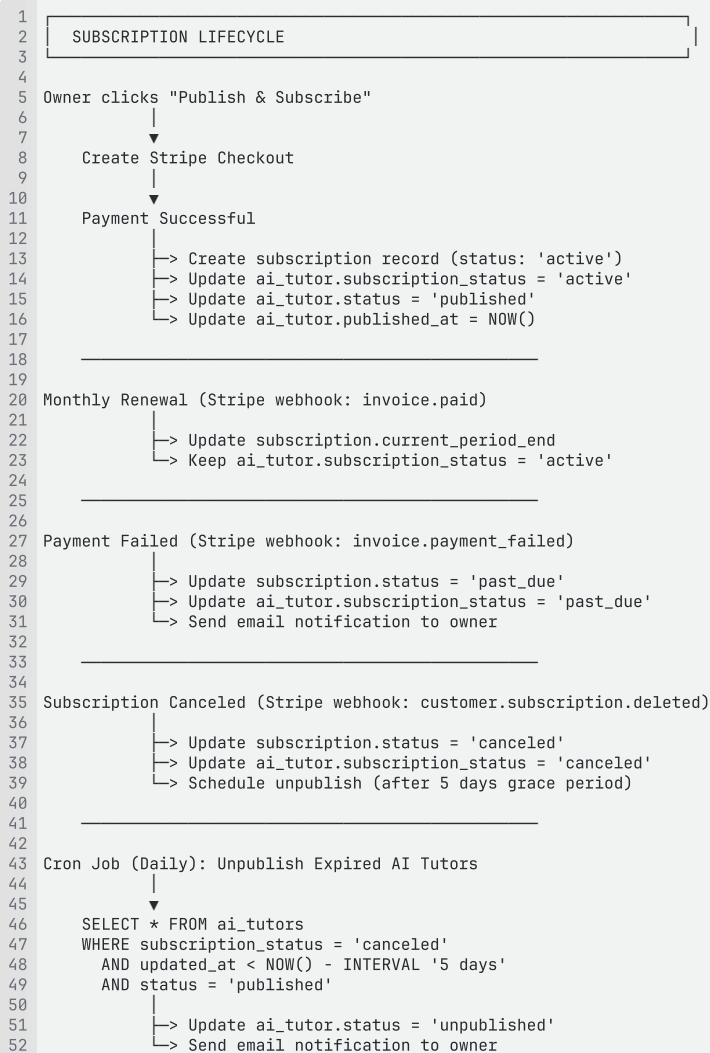 1
2 SUBSCRIPTION LIFECYCLE
3
4
5 Owner clicks "Publish & Subscribe"
6 │
7 ▼
8 Create Stripe Checkout
9 │
10 ▼
11 Payment Successful
12 │
13 ├─> Create subscription record (status: 'active')
14 ├─> Update ai_tutor.subscription_status = 'active'
15 ├─> Update ai_tutor.status = 'published'
16 └─> Update ai_tutor.published_at = NOW()
17
18
19
20 Monthly Renewal (Stripe webhook: invoice.paid)
21 │
22 ├─> Update subscription.current_period_end
23 └─> Keep ai_tutor.subscription_status = 'active'
24
25
26
27 Payment Failed (Stripe webhook: invoice.payment_failed)
28 │
29 ├─> Update subscription.status = 'past_due'
30 ├─> Update ai_tutor.subscription_status = 'past_due'
31 └─> Send email notification to owner
32
33
34
35 Subscription Canceled (Stripe webhook: customer.subscription.deleted)
36 │
37 ├─> Update subscription.status = 'canceled'
38 ├─> Update ai_tutor.subscription_status = 'canceled'
39 └─> Schedule unpublish (after 5 days grace period)
40
41
42
43 Cron Job (Daily): Unpublish Expired AI Tutors
44 │
45 ▼
46 SELECT * FROM ai_tutors
47 WHERE subscription_status = 'canceled'
48 AND updated_at < NOW() - INTERVAL '5 days'
49 AND status = 'published'
50 │
51 ├─> Update ai_tutor.status = 'unpublished'
52 └─> Send email notification to owner